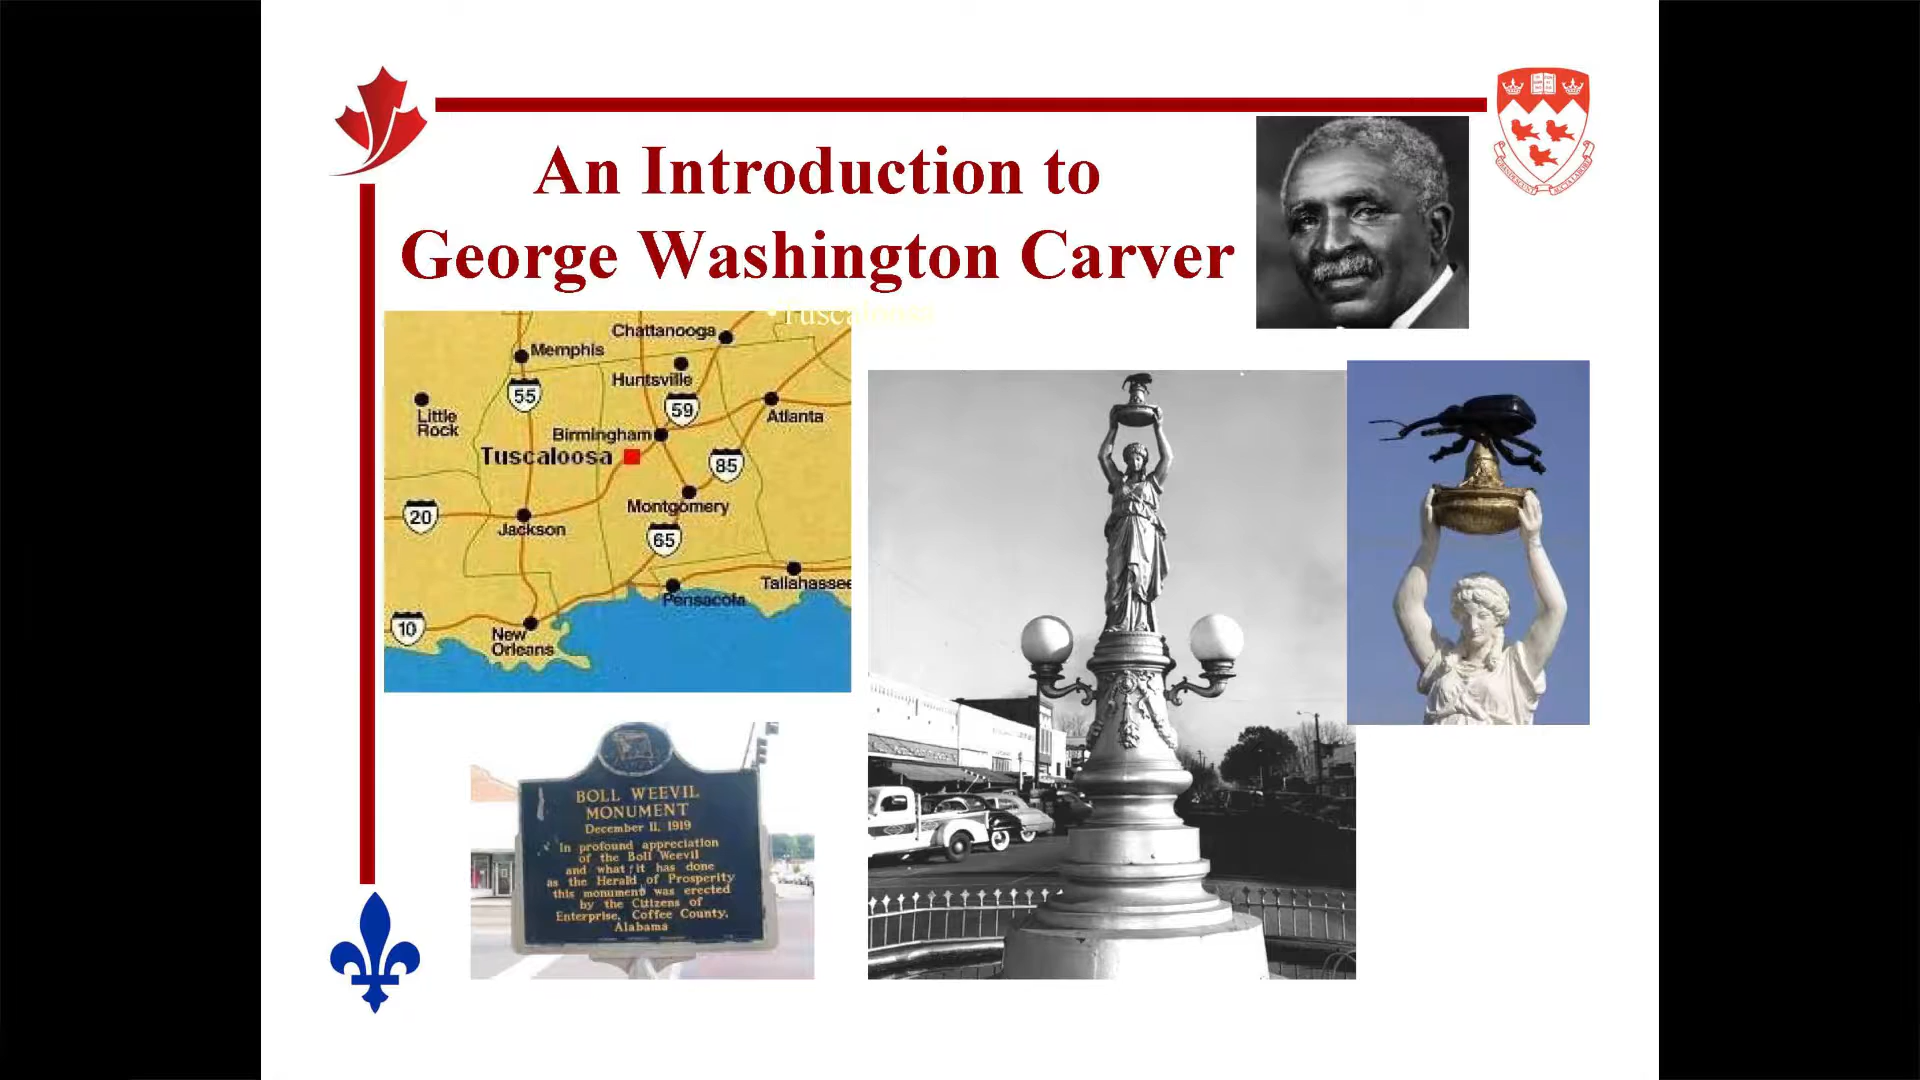 An Introduction to
George Washington Carver
•Tuscaloosa
Chattanooga
Memphis
Huntsville
55
59
Little
Rock
Atlanta
Birmingham
Tuscaloosa
85
20
Montgomery
Jackson
65
Tallahassee
Pensacola
10
New
Orleans
BOLL WEEVIL
MONUMENT
December 11, 1919
In profound appreciation
of the Boll Weevil
and what it has done
as the Herald of Prosperity
this monument was erected
by the Citizens of
Enterprise, Coffee County,
Alabama